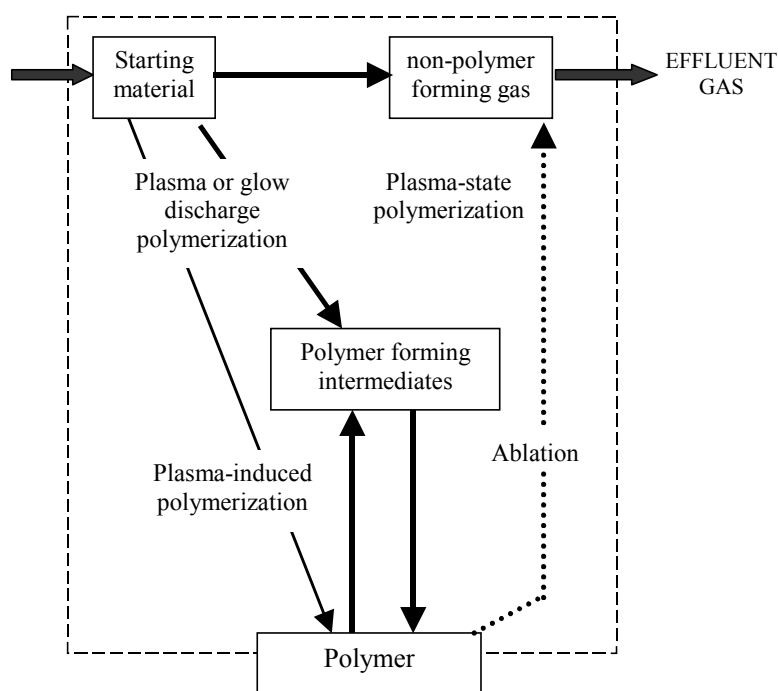 Starting
material
non-polymer
forming gas
EFFLUENT
GAS
Plasma or glow
discharge
polymerization
Plasma-state
polymerization
Polymer forming
intermediates
Plasma-induced
polymerization
Ablation
Polymer